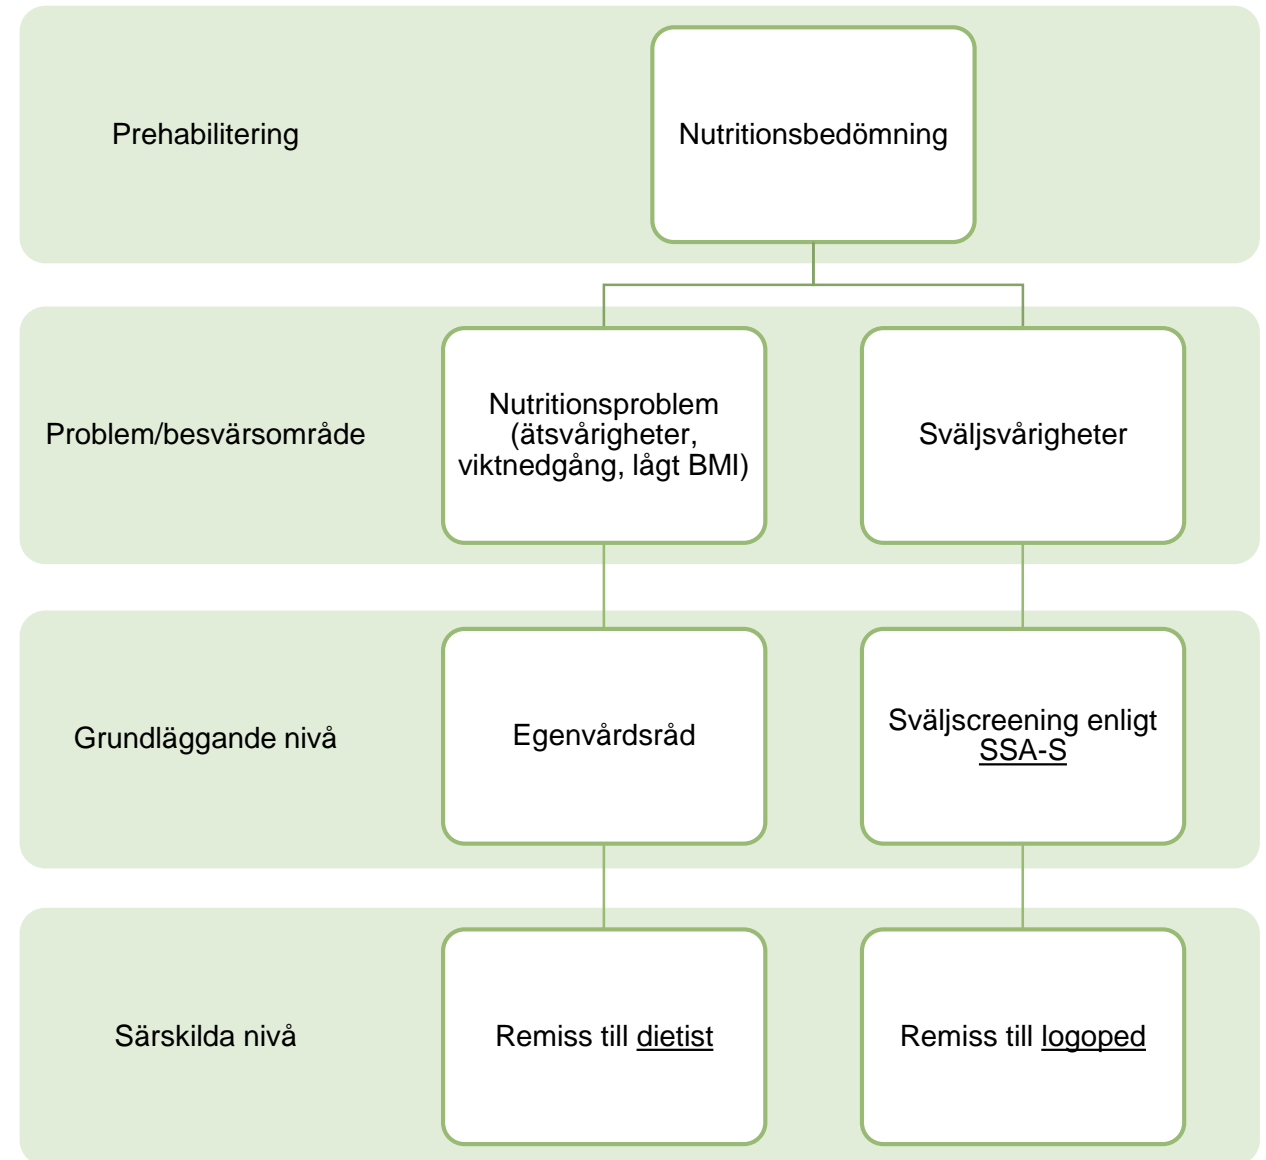 Prehabilitering
Nutritionsbedömning
Problem/besvärsområde
Nutritionsproblem
(ätsvårigheter,
viktnedgång, lågt BMI)
Sväljsvårigheter
Grundläggande nivå
Egenvårdsråd
Sväljscreening enligt
SSA-S
Särskilda nivå
Remiss till dietist
Remiss till logoped